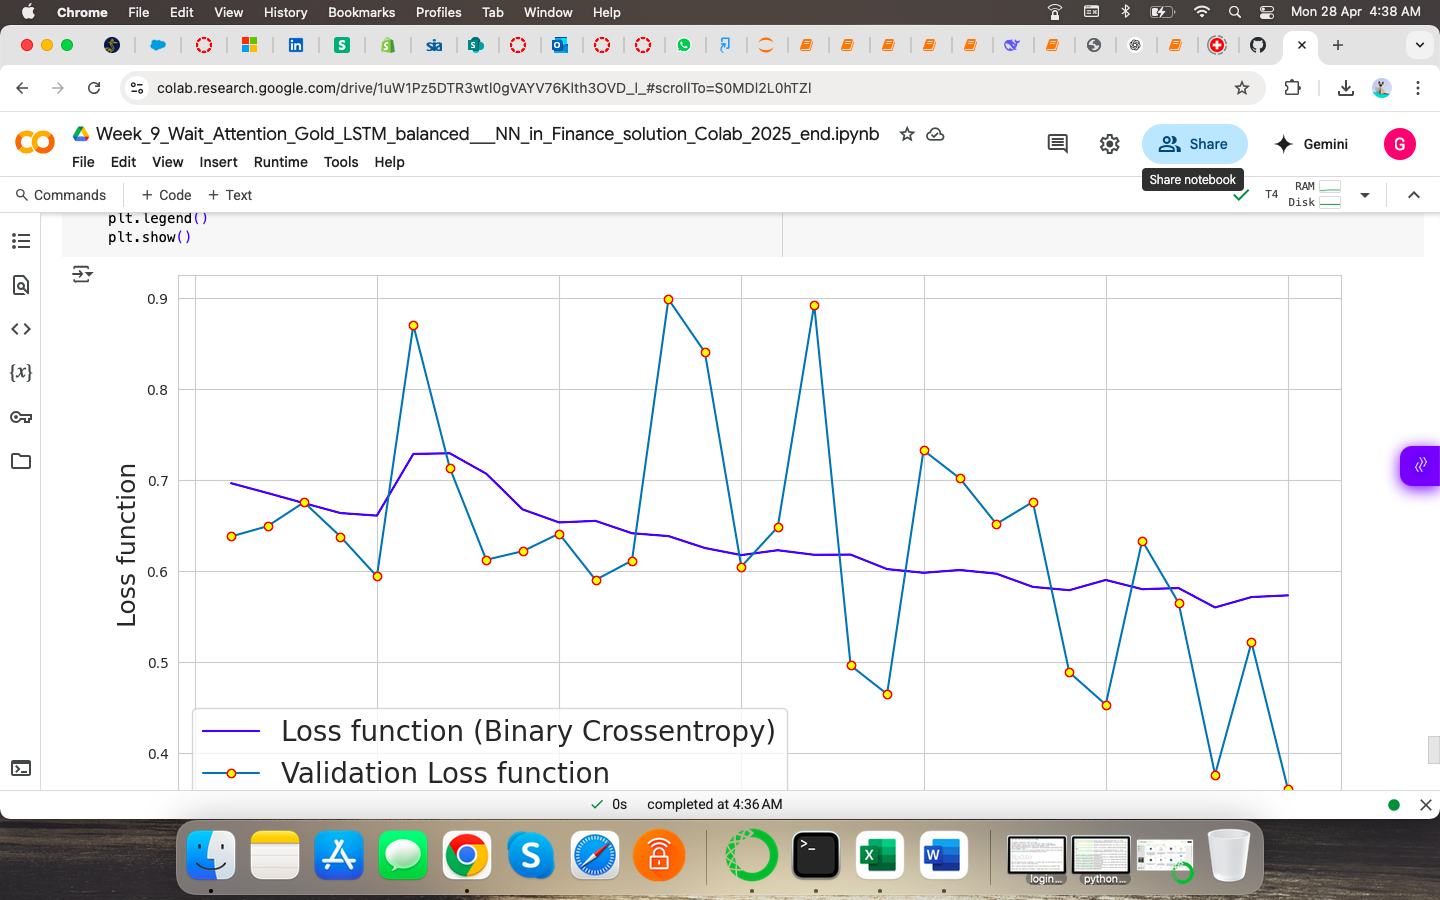 Chrome File Edit View History Bookmarks Profiles Tab Window Help Mon 28 Apr 4:38 AM
colab.research.google.com/drive/1uW1Pz5DTR3wtl0gVAYV76Klth3OVD_l_#scrollTo=S0MDl2L0hTZl
Week_9_Wait_Attention_Gold_LSTM_balanced___NN_in_Finance_solution_Colab_2025_end.ipynb
Share
Gemini
G
File Edit View Insert Runtime Tools Help
Share notebook
Commands + Code + Text
T4
RAM
Disk
plt.legend()
plt.show()
0.9
0.8
0.7
0.6
0.5
0.4
Loss function
Loss function (Binary Crossentropy)
Validation Loss function
0s completed at 4:36 AM
login...
python...